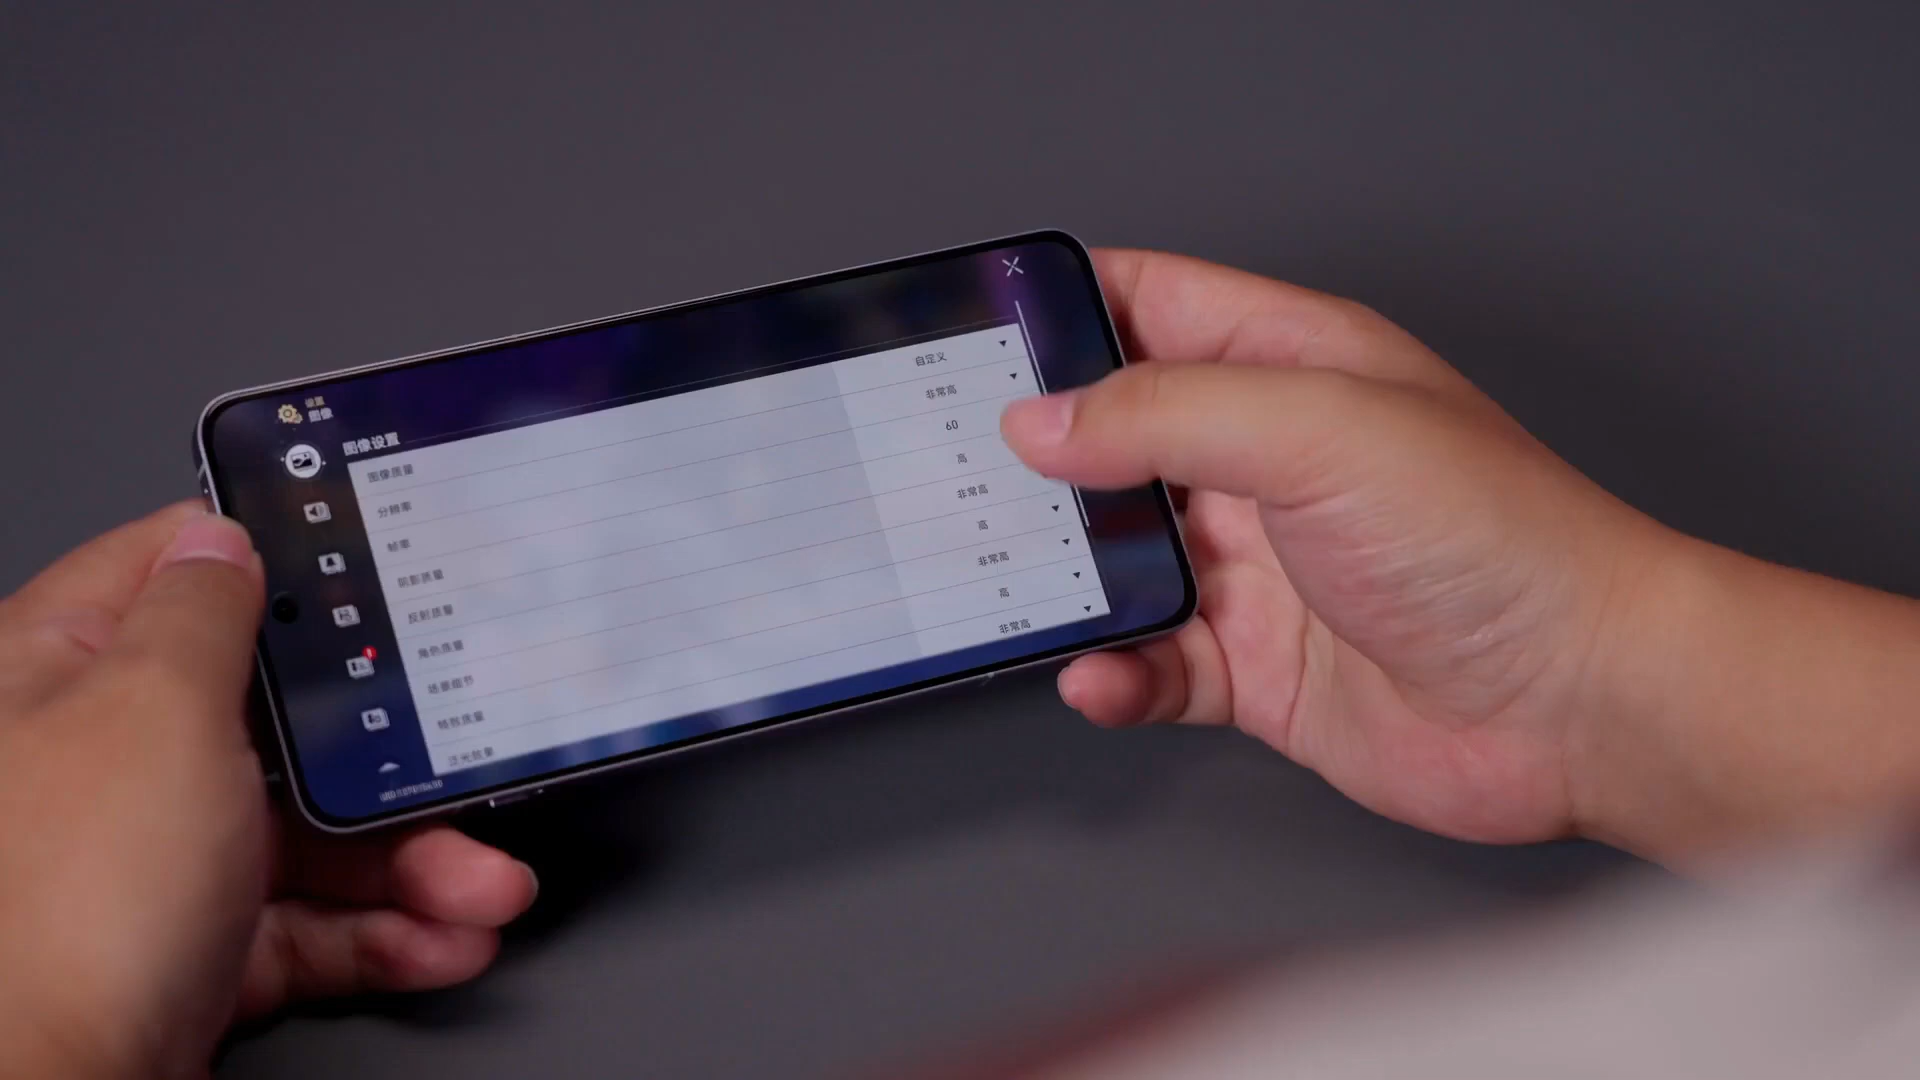 设置
图像
图像设置
图像质量 自定义
分辨率 非常高
帧率 60
阴影质量 高
反射质量 非常高
角色质量 高
场景细节 非常高
特效质量 高
泛光效果 非常高